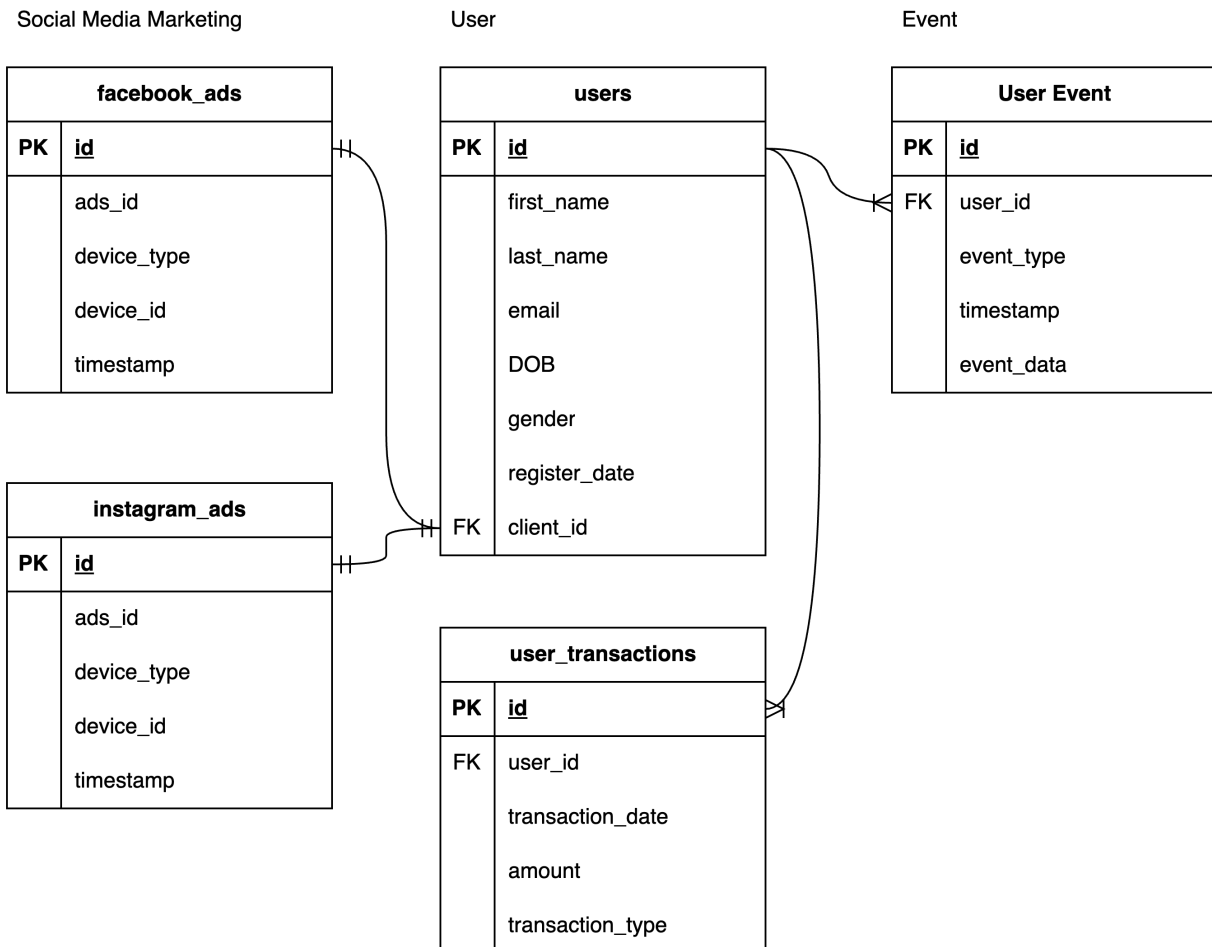 Social Media Marketing
User
Event
facebook_ads
PK id
ads_id
device_type
device_id
timestamp
instagram_ads
PK id
ads_id
device_type
device_id
timestamp
users
PK id
first_name
last_name
email
DOB
gender
register_date
FK client_id
user_transactions
PK id
FK user_id
transaction_date
amount
transaction_type
User Event
PK id
FK user_id
event_type
timestamp
event_data